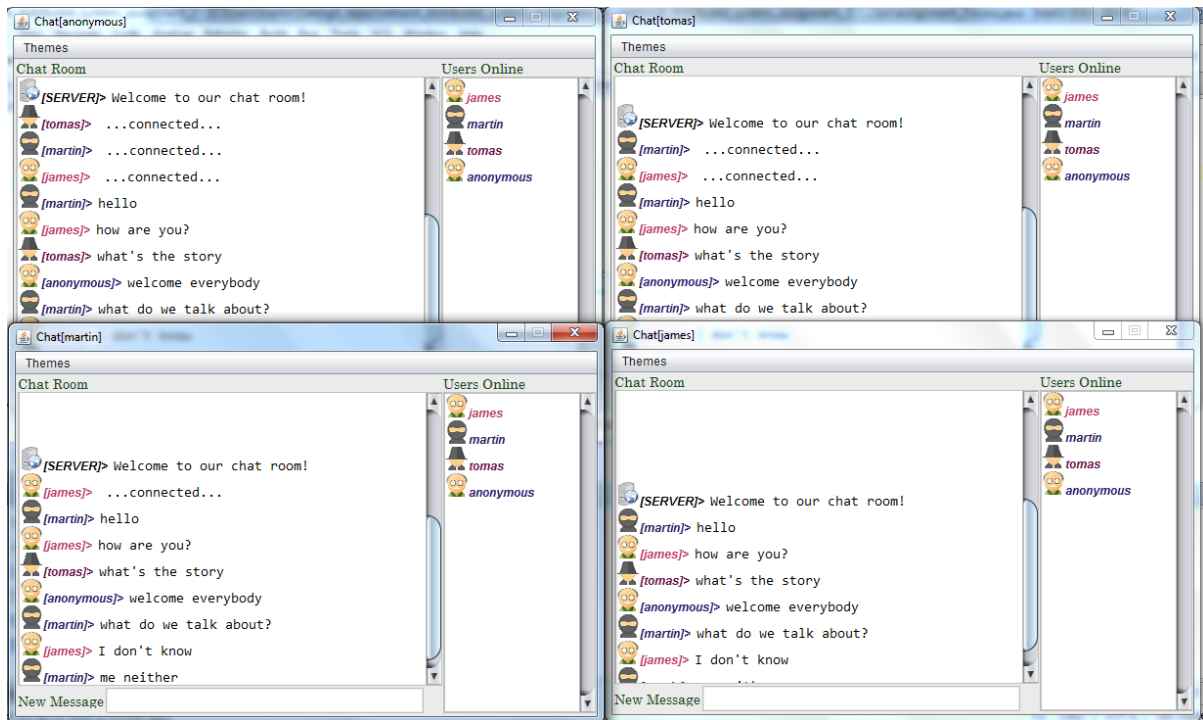 Chat[anonymous]
Themes
Chat Room
Users Online
[SERVER]> Welcome to our chat room!
[tomas]> ...connected...
[martin]> ...connected...
[james]> ...connected...
[martin]> hello
[james]> how are you?
[tomas]> what's the story
[anonymous]> welcome everybody
[martin]> what do we talk about?
james
martin
tomas
anonymous
Chat[tomas]
Themes
Chat Room
Users Online
[SERVER]> Welcome to our chat room!
[martin]> ...connected...
[james]> ...connected...
[martin]> hello
[james]> how are you?
[tomas]> what's the story
[anonymous]> welcome everybody
[martin]> what do we talk about?
james
martin
tomas
anonymous
Chat[martin]
Themes
Chat Room
Users Online
[SERVER]> Welcome to our chat room!
[james]> ...connected...
[martin]> hello
[james]> how are you?
[tomas]> what's the story
[anonymous]> welcome everybody
[martin]> what do we talk about?
[james]> I don't know
[martin]> me neither
james
martin
tomas
anonymous
New Message
Chat[james]
Themes
Chat Room
Users Online
[SERVER]> Welcome to our chat room!
[martin]> hello
[james]> how are you?
[tomas]> what's the story
[anonymous]> welcome everybody
[martin]> what do we talk about?
[james]> I don't know
james
martin
tomas
anonymous
New Message